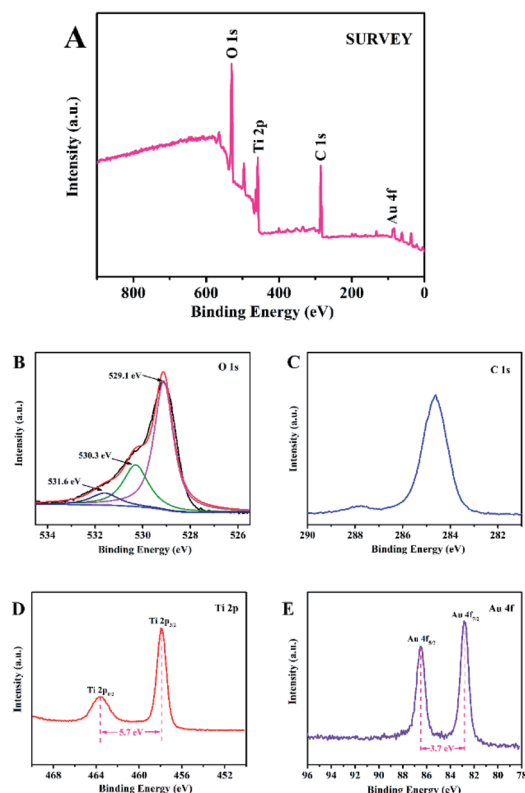 A
SURVEY
O 1s
Ti 2p
C 1s
Au 4f
Intensity (a.u.)
800 600 400 200 0
Binding Energy (eV)
B
O 1s
529.1 eV
530.3 eV
531.6 eV
Intensity (a.u.)
534 532 530 528 526
Binding Energy (eV)
C
C 1s
Intensity (a.u.)
290 288 286 284 282
Binding Energy (eV)
D
Ti 2p
Ti 2p3/2
Ti 2p1/2
5.7 eV
Intensity (a.u.)
468 464 460 456 452
Binding Energy (eV)
E
Au 4f
Au 4f7/2
Au 4f5/2
3.7 eV
Intensity (a.u.)
96 94 92 90 88 86 84 82 80 78
Binding Energy (eV)